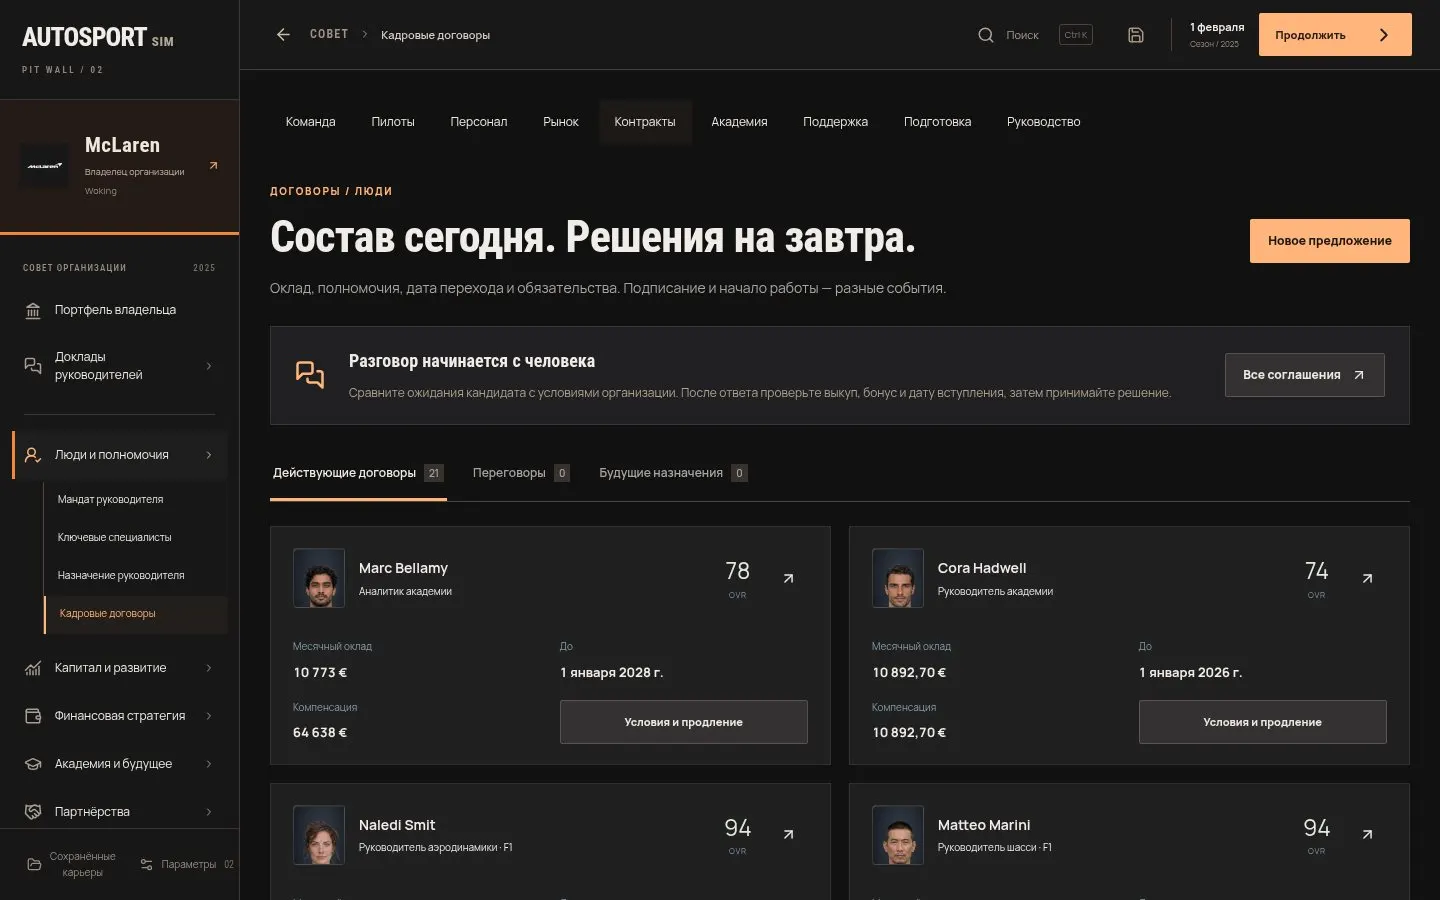 AUTOSPORT SIM
PIT WALL / 02
McLaren
McLaren
Владелец организации
Woking
СОВЕТ ОРГАНИЗАЦИИ 2025
Портфель владельца
Доклады
руководителей
Люди и полномочия
Мандат руководителя
Ключевые специалисты
Назначение руководителя
Кадровые договоры
Капитал и развитие
Финансовая стратегия
Академия и будущее
Партнёрства
Сохранённые
карьеры
Параметры 02
СОВЕТ
Кадровые договоры
Поиск Ctrl K
1 февраля
Сезон / 2025
Продолжить
Команда Пилоты Персонал Рынок Контракты Академия Поддержка Подготовка Руководство
ДОГОВОРЫ / ЛЮДИ
Состав сегодня. Решения на завтра.
Новое предложение
Оклад, полномочия, дата перехода и обязательства. Подписание и начало работы — разные события.
Разговор начинается с человека
Сравните ожидания кандидата с условиями организации. После ответа проверьте выкуп, бонус и дату вступления, затем принимайте решение.
Все соглашения
Действующие договоры 21 Переговоры 0 Будущие назначения 0
Marc Bellamy
Аналитик академии
78
OVR
Месячный оклад До
10 773 € 1 января 2028 г.
Компенсация
64 638 €
Условия и продление
Cora Hadwell
Руководитель академии
74
OVR
Месячный оклад До
10 892,70 € 1 января 2026 г.
Компенсация
10 892,70 €
Условия и продление
Naledi Smit
Руководитель аэродинамики · F1
94
OVR
Matteo Marini
Руководитель шасси · F1
94
OVR